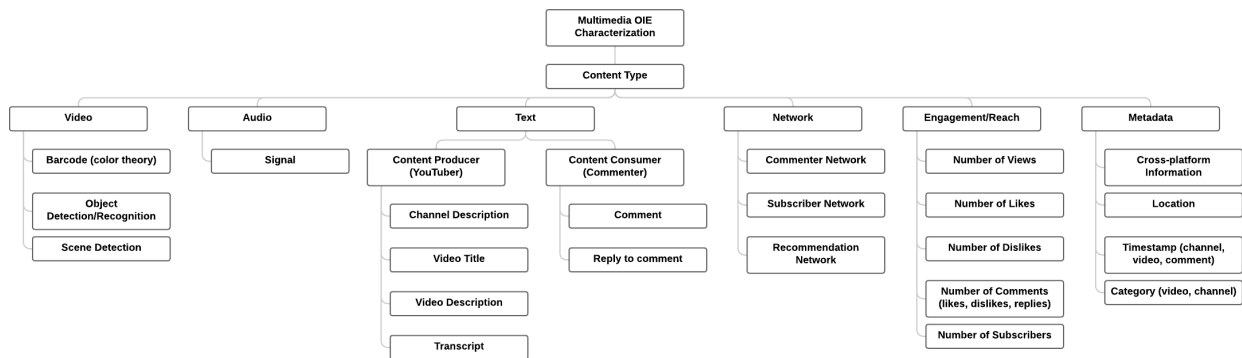 Multimedia OIE
Characterization
Content Type
Video
Audio
Text
Network
Engagement/Reach
Metadata
Barcode (color theory)
Object
Detection/Recognition
Scene Detection
Signal
Content Producer
(YouTuber)
Channel Description
Video Title
Video Description
Transcript
Content Consumer
(Commenter)
Comment
Reply to comment
Commenter Network
Subscriber Network
Recommendation
Network
Number of Views
Number of Likes
Number of Dislikes
Number of Comments
(likes, dislikes, replies)
Number of Subscribers
Cross-platform
Information
Location
Timestamp (channel,
video, comment)
Category (video, channel)